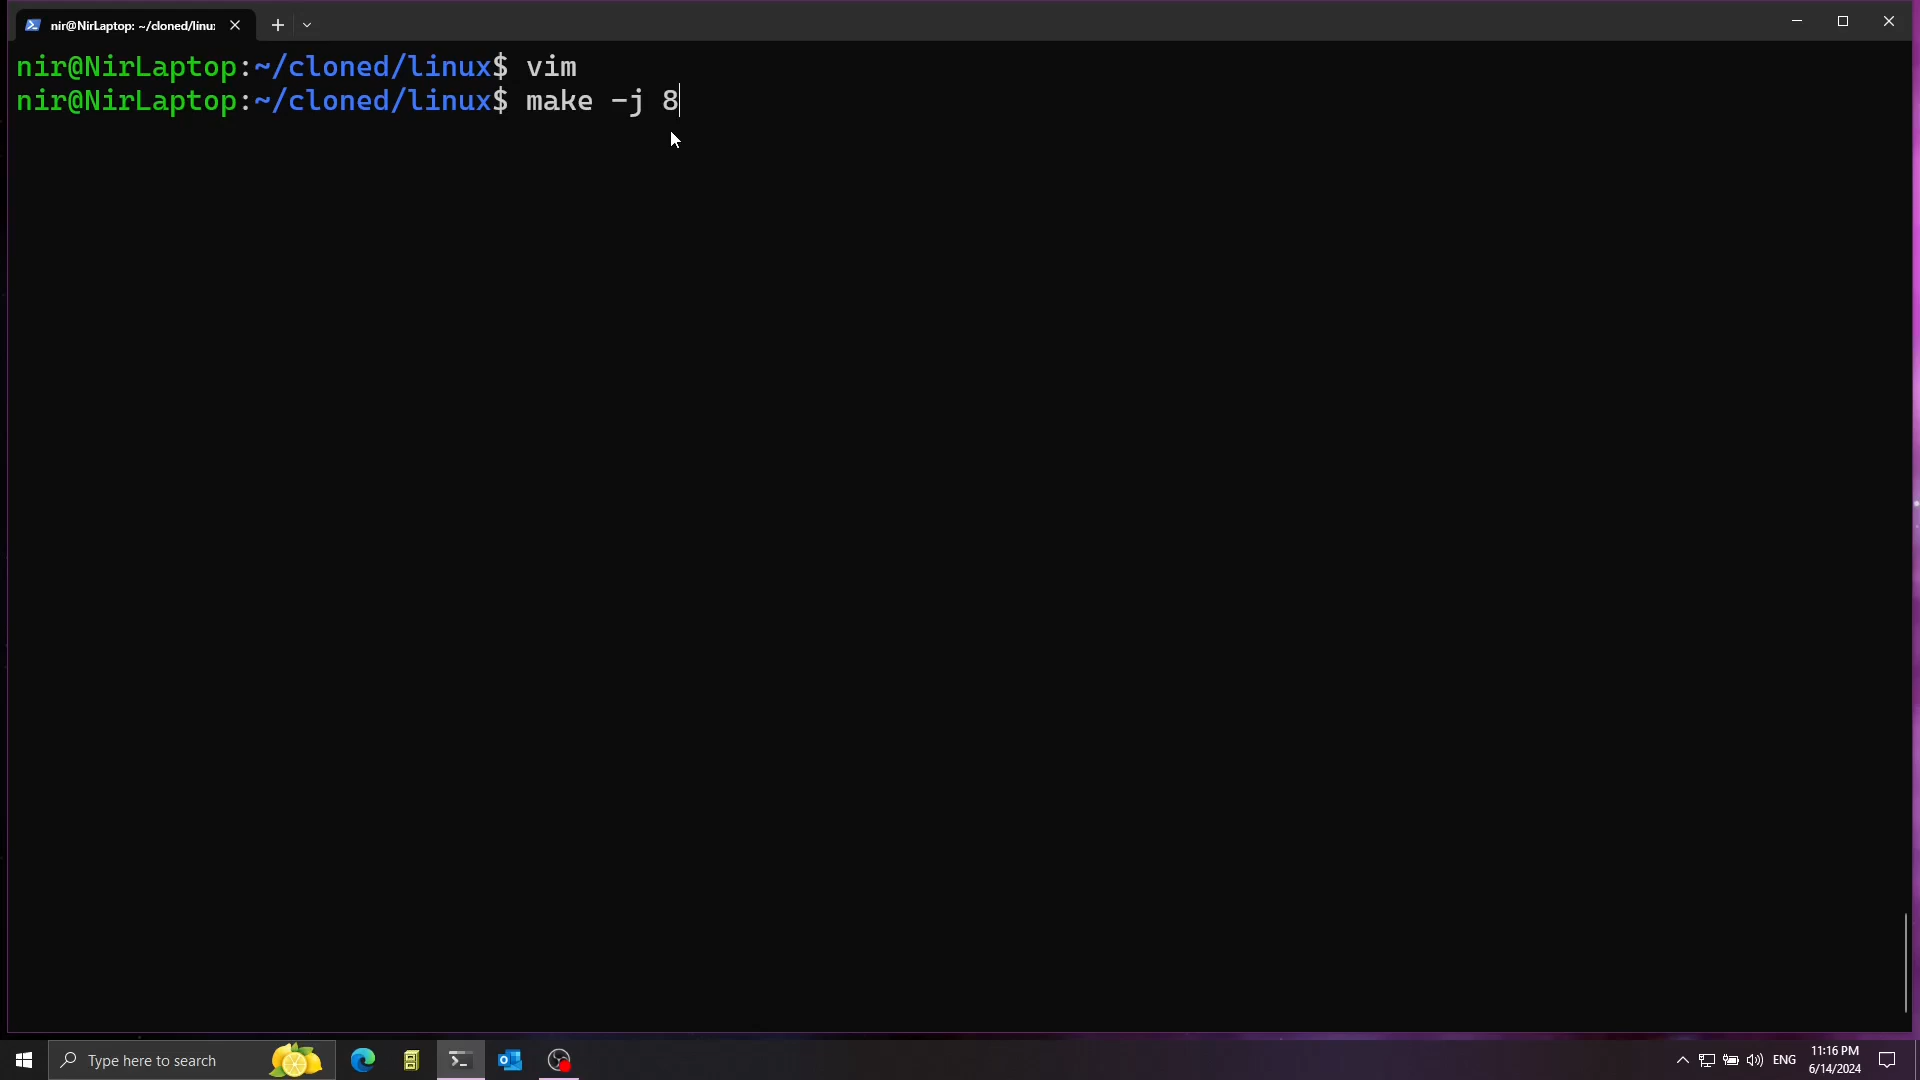 nir@NirLaptop: ~/cloned/linu
nir@NirLaptop:~/cloned/linux$ vim
nir@NirLaptop:~/cloned/linux$ make -j 8
Type here to search
ENG
11:16 PM
6/14/2024